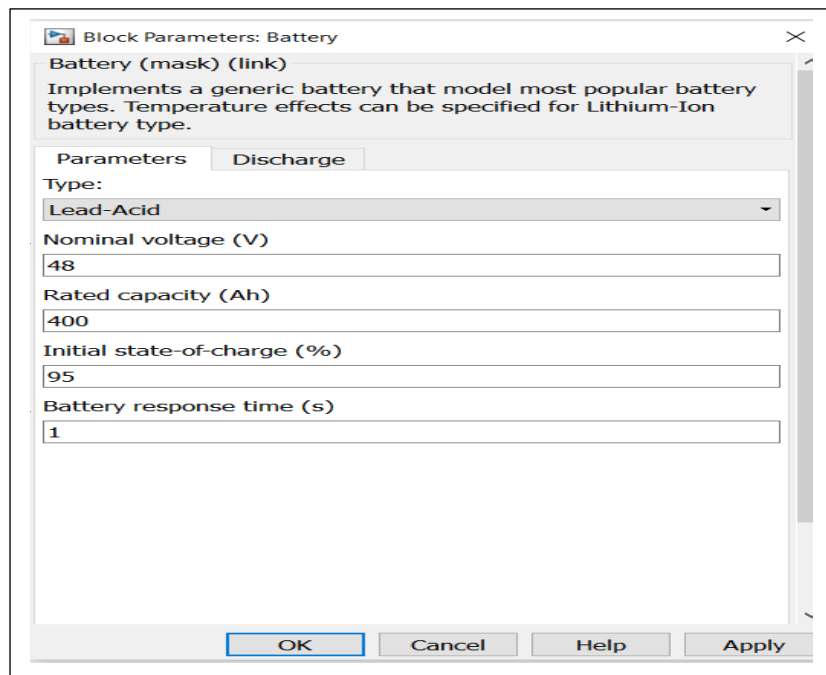 Block Parameters: Battery
Battery (mask) (link)
Implements a generic battery that model most popular battery
types. Temperature effects can be specified for Lithium-Ion
battery type.
Parameters Discharge
Type:
Lead-Acid
Nominal voltage (V)
48
Rated capacity (Ah)
400
Initial state-of-charge (%)
95
Battery response time (s)
1
OK Cancel Help Apply